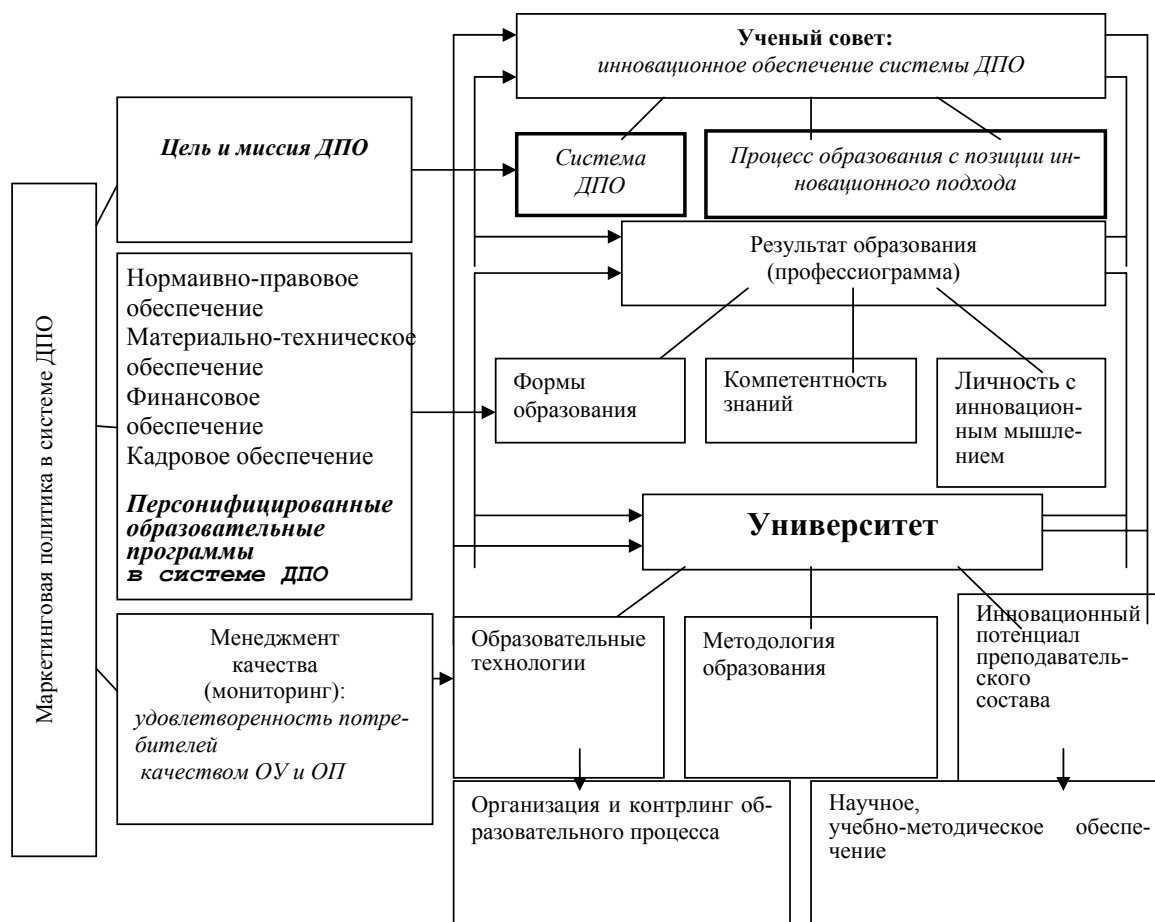 Маркетинговая политика в системе ДПО
Цель и миссия ДПО
Нормаивно-правовое
обеспечение
Материально-техническое
обеспечение
Финансовое
обеспечение
Кадровое обеспечение
Персонифицированные
образовательные
программы
в системе ДПО
Менеджмент
качества
(мониторинг):
удовлетворенность потре-
бителей
качеством ОУ и ОП
Ученый совет:
инновационное обеспечение системы ДПО
Система
ДПО
Процесс образования с позиции ин-
новационного подхода
Результат образования
(профессиограмма)
Формы
образования
Компетентность
знаний
Личность с
инновацион-
ным мышле-
нием
Университет
Образовательные
технологии
Методология
образования
Инновационный
потенциал
преподаватель-
ского
состава
Организация и контрлинг об-
разовательного процесса
Научное,
учебно-методическое обеспе-
чение